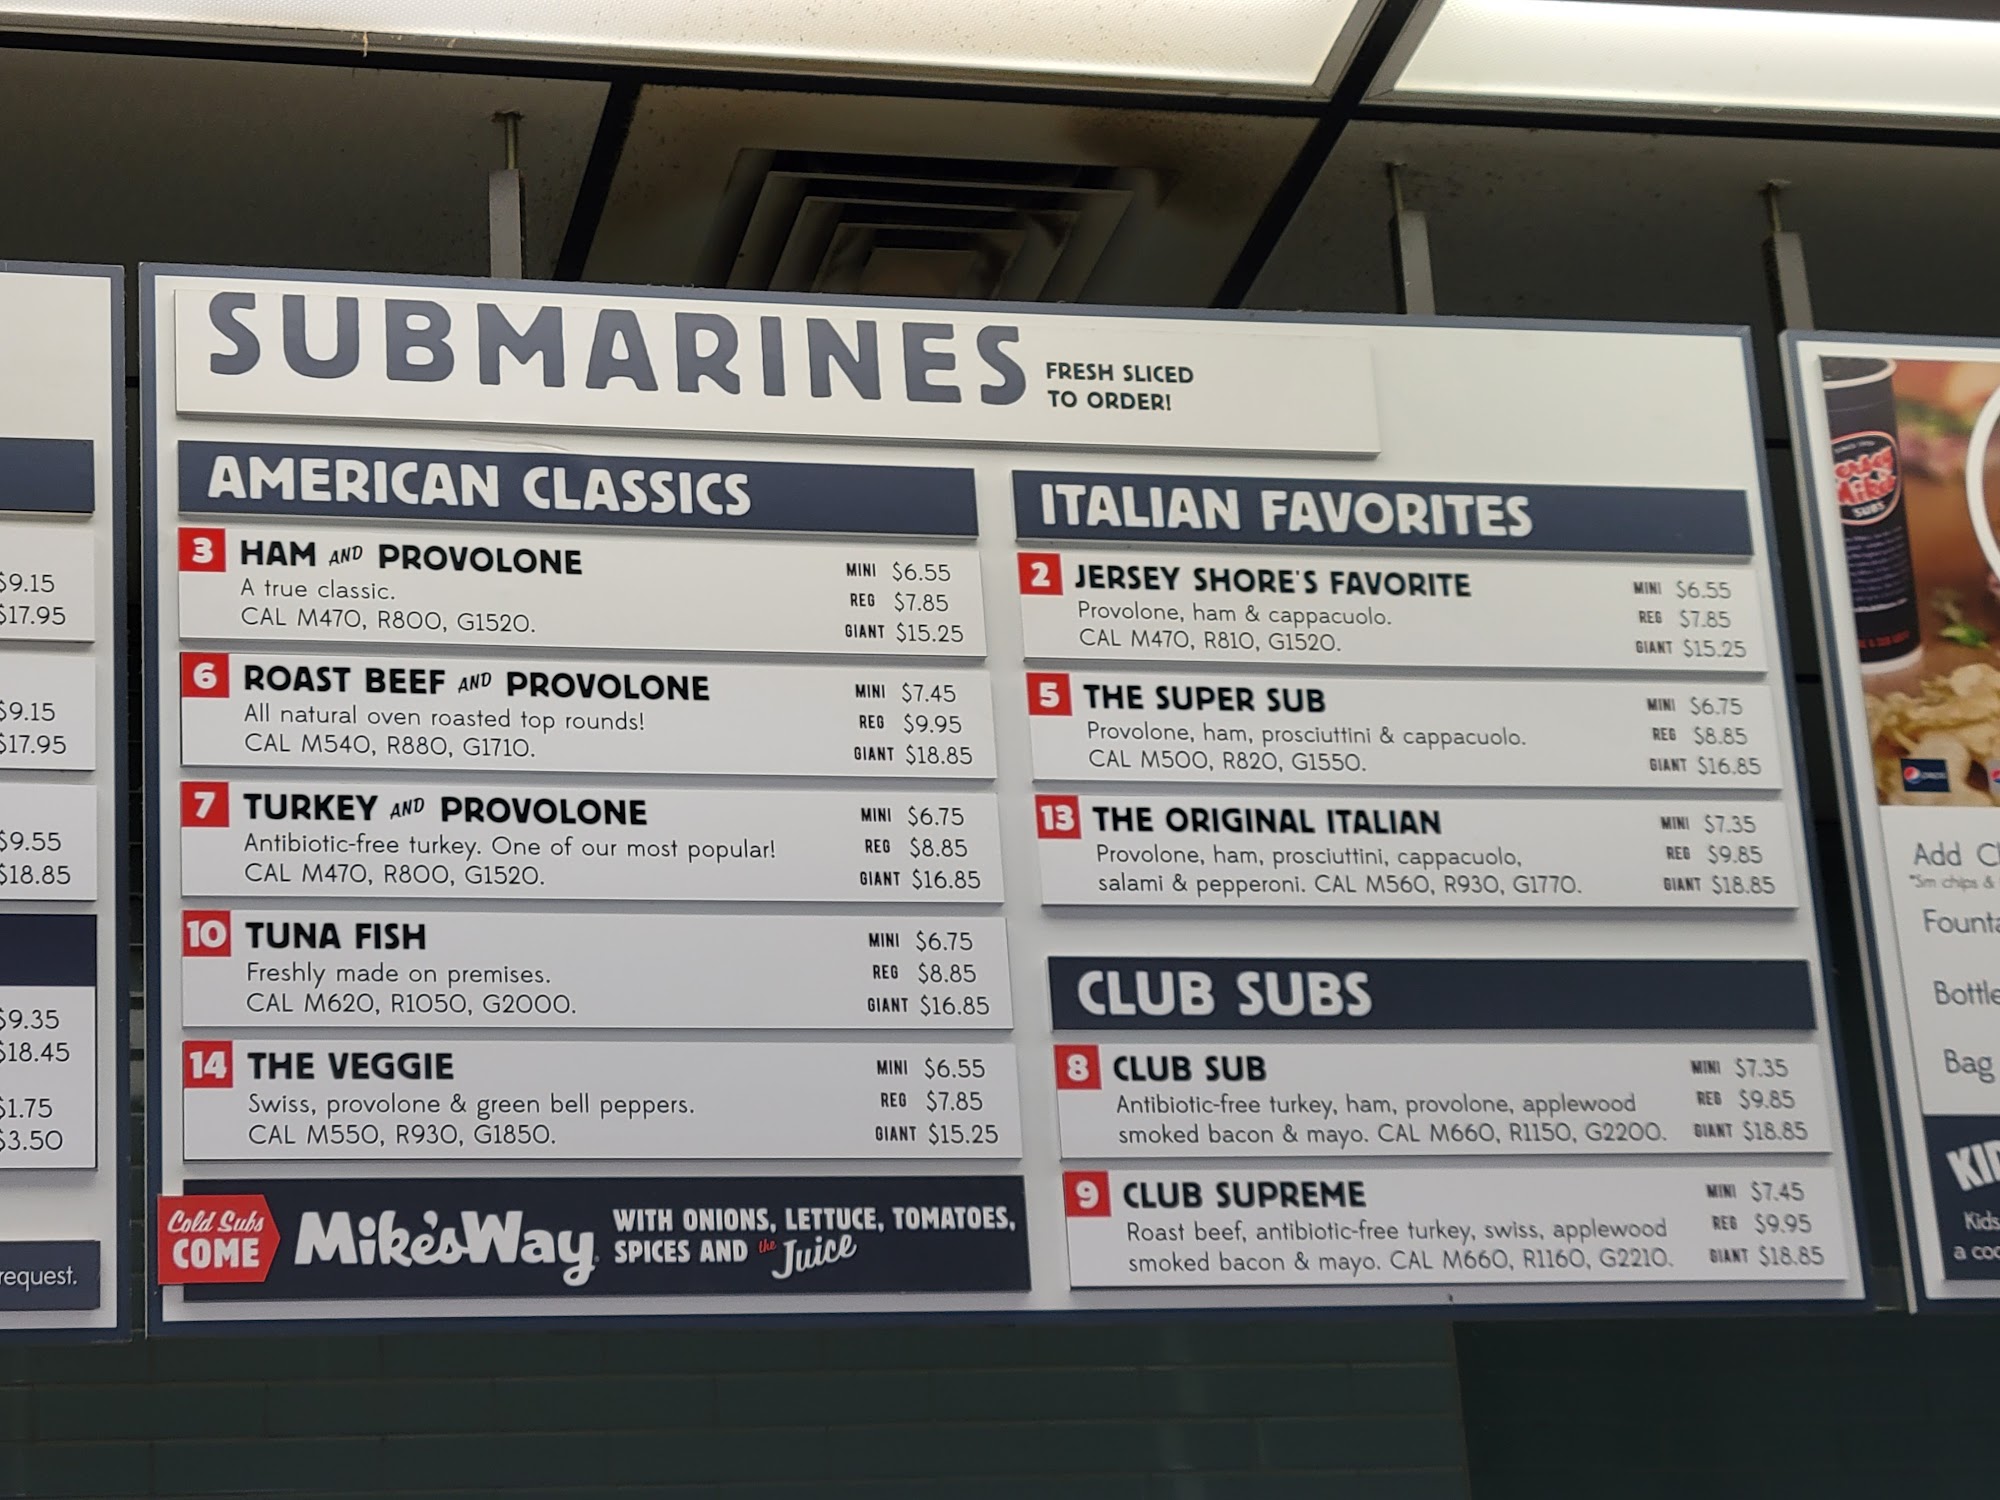 $9.15
$17.95
$9.15
$17.95
$9.55
$18.85
$9.35
$18.45
$1.75
$3.50
request.
SUBMARINES
FRESH SLICED
TO ORDER!
AMERICAN CLASSICS
3 HAM AND PROVOLONE
A true classic.
CAL M470, R800, G1520.
MINI $6.55
REG $7.85
GIANT $15.25
6 ROAST BEEF AND PROVOLONE
All natural oven roasted top rounds!
CAL M540, R880, G1710.
MINI $7.45
REG $9.95
GIANT $18.85
7 TURKEY AND PROVOLONE
Antibiotic-free turkey. One of our most popular!
CAL M470, R800, G1520.
MINI $6.75
REG $8.85
GIANT $16.85
10 TUNA FISH
Freshly made on premises.
CAL M620, R1050, G2000.
MINI $6.75
REG $8.85
GIANT $16.85
14 THE VEGGIE
Swiss, provolone & green bell peppers.
CAL M550, R930, G1850.
MINI $6.55
REG $7.85
GIANT $15.25
Cold Subs
COME
Mike's Way
WITH ONIONS, LETTUCE, TOMATOES,
SPICES AND the Juice
ITALIAN FAVORITES
2 JERSEY SHORE'S FAVORITE
Provolone, ham & cappacuolo.
CAL M470, R810, G1520.
MINI $6.55
REG $7.85
GIANT $15.25
5 THE SUPER SUB
Provolone, ham, prosciuttini & cappacuolo.
CAL M500, R820, G1550.
MINI $6.75
REG $8.85
GIANT $16.85
13 THE ORIGINAL ITALIAN
Provolone, ham, prosciuttini, cappacuolo,
salami & pepperoni. CAL M560, R930, G1770.
MINI $7.35
REG $9.85
GIANT $18.85
CLUB SUBS
8 CLUB SUB
Antibiotic-free turkey, ham, provolone, applewood
smoked bacon & mayo. CAL M660, R1150, G2200.
MINI $7.35
REG $9.85
GIANT $18.85
9 CLUB SUPREME
Roast beef, antibiotic-free turkey, swiss, applewood
smoked bacon & mayo. CAL M660, R1160, G2210.
MINI $7.45
REG $9.95
GIANT $18.85
Jersey
Mike's
SUBS
Add
*Sm chips &
Bag
Kids
a